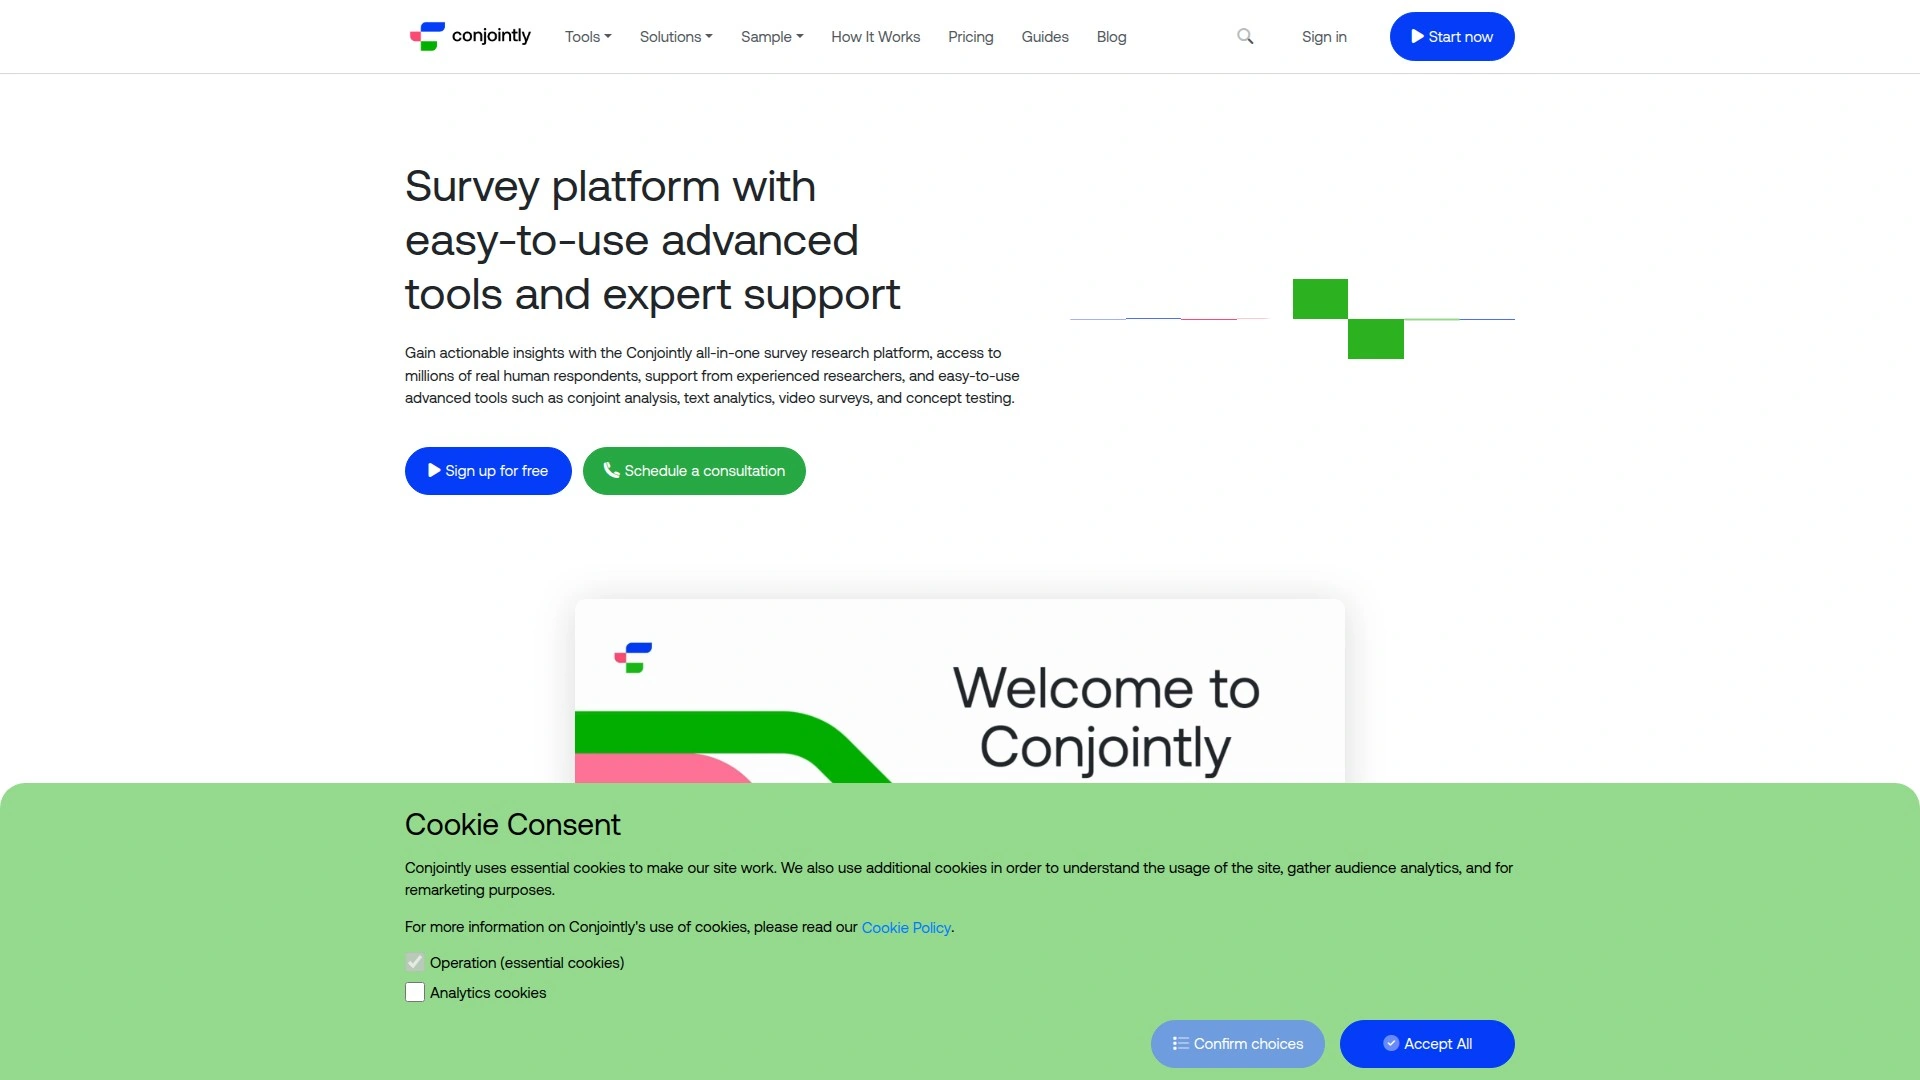 conjointly
Tools
Solutions
Sample
How It Works
Pricing
Guides
Blog
Sign in
Start now
Survey platform with
easy-to-use advanced
tools and expert support
Gain actionable insights with the Conjointly all-in-one survey research platform, access to
millions of real human respondents, support from experienced researchers, and easy-to-use
advanced tools such as conjoint analysis, text analytics, video surveys, and concept testing.
Sign up for free
Schedule a consultation
Welcome to
Conjointly
Cookie Consent
Conjointly uses essential cookies to make our site work. We also use additional cookies in order to understand the usage of the site, gather audience analytics, and for
remarketing purposes.
For more information on Conjointly's use of cookies, please read our Cookie Policy.
Operation (essential cookies)
Analytics cookies
Confirm choices
Accept All